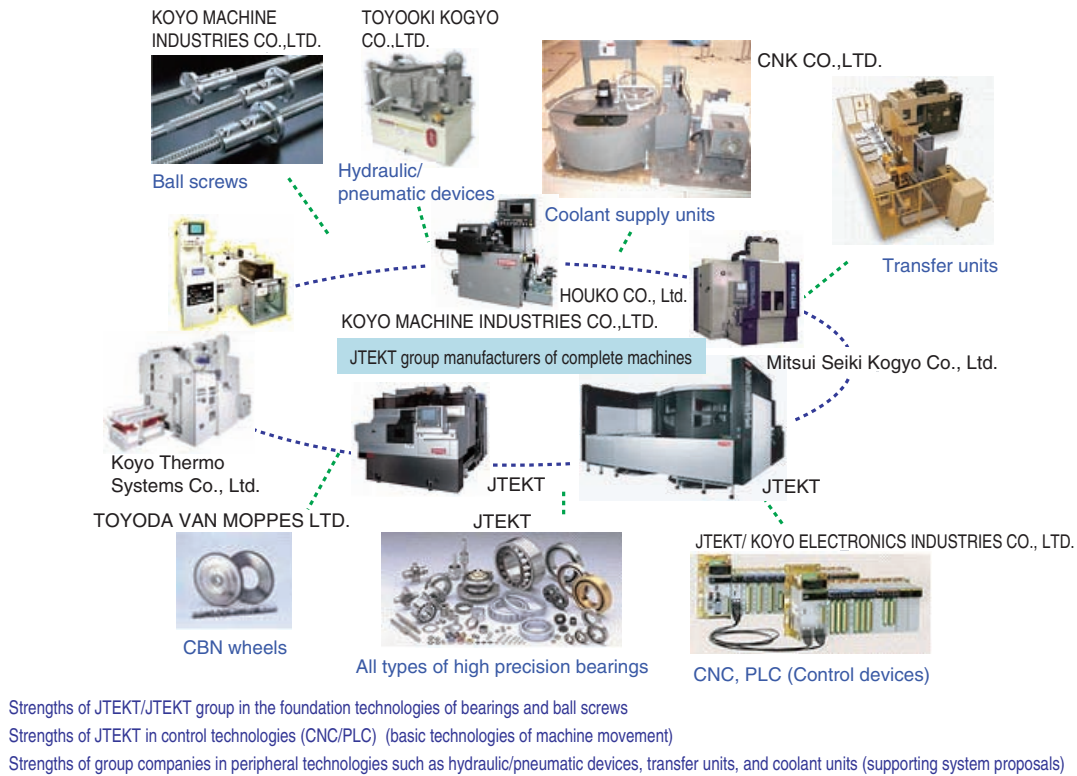 KOYO MACHINE
INDUSTRIES CO.,LTD.
TOYOOKI KOGYO
CO.,LTD.
CNK CO.,LTD.
Ball screws
Hydraulic/
pneumatic devices
Coolant supply units
Transfer units
HOUKO CO., Ltd.
KOYO MACHINE INDUSTRIES CO.,LTD.
JTEKT group manufacturers of complete machines
Mitsui Seiki Kogyo Co., Ltd.
Koyo Thermo
Systems Co., Ltd.
JTEKT
JTEKT
TOYODA VAN MOPPES LTD.
JTEKT
JTEKT/ KOYO ELECTRONICS INDUSTRIES CO., LTD.
CBN wheels
All types of high precision bearings
CNC, PLC (Control devices)
Strengths of JTEKT/JTEKT group in the foundation technologies of bearings and ball screws
Strengths of JTEKT in control technologies (CNC/PLC) (basic technologies of machine movement)
Strengths of group companies in peripheral technologies such as hydraulic/pneumatic devices, transfer units, and coolant units (supporting system proposals)